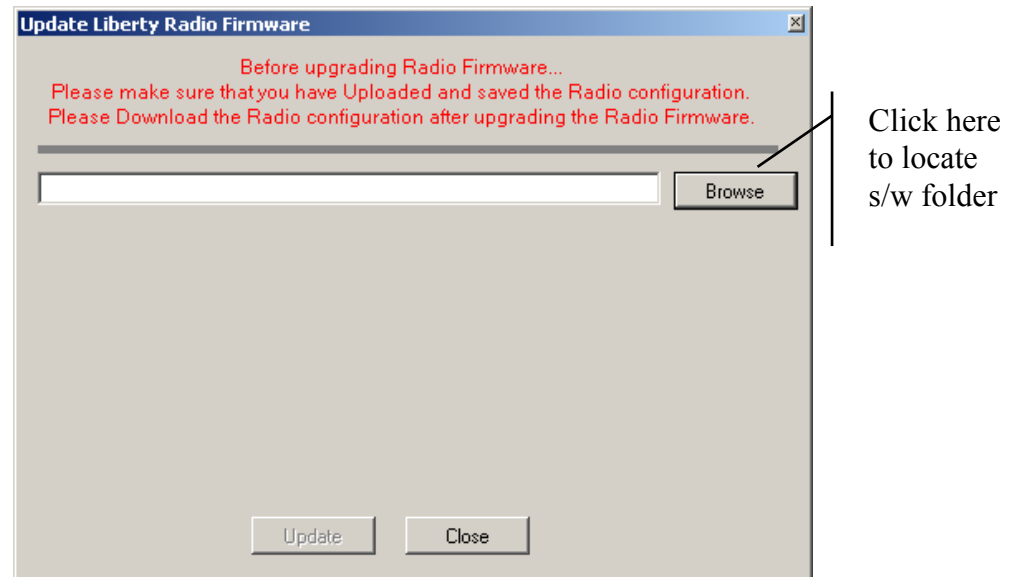 Update Liberty Radio Firmware
Before upgrading Radio Firmware...
Please make sure that you have Uploaded and saved the Radio configuration.
Please Download the Radio configuration after upgrading the Radio Firmware.
Browse
Click here
to locate
s/w folder
Update
Close